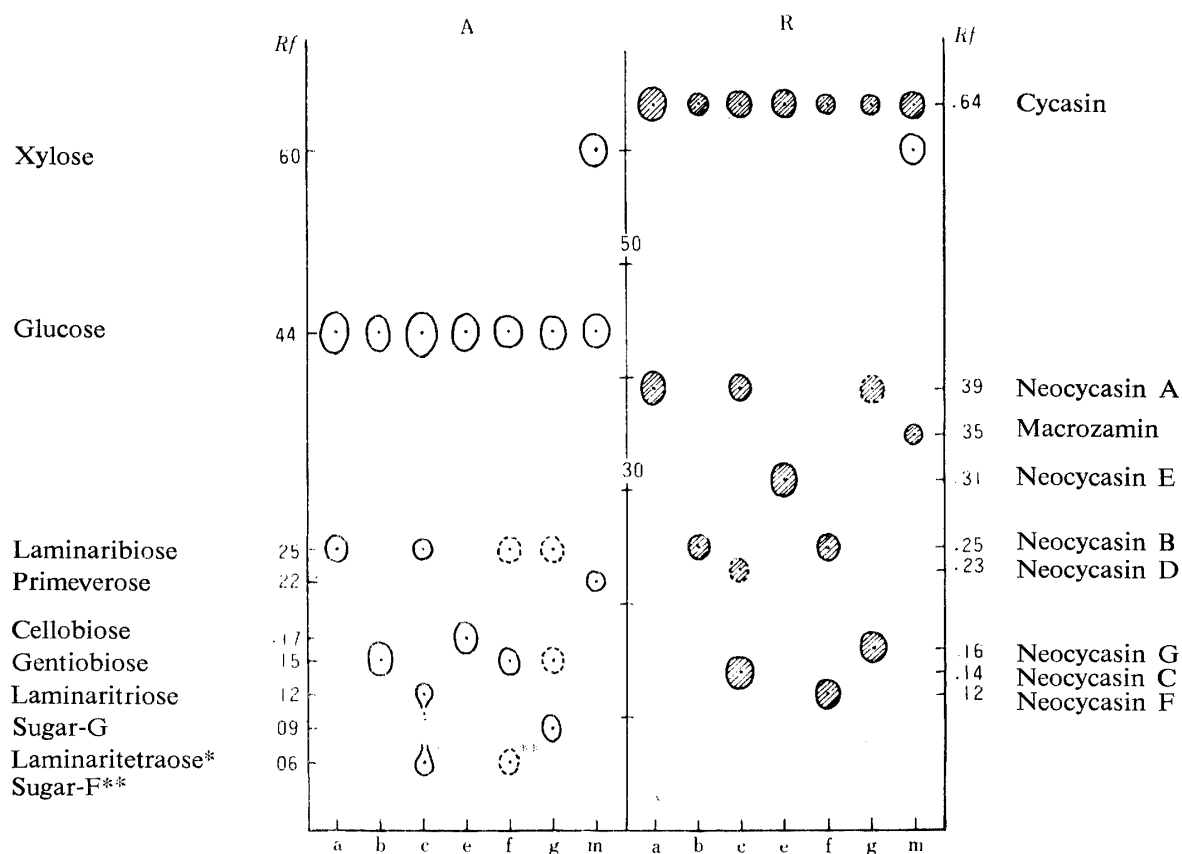 A R
Rf Rf
.64 Cycasin
Xylose 60
50
Glucose 44
39 Neocycasin A
35 Macrozamin
30
.31 Neocycasin E
Laminaribiose 25 .25 Neocycasin B
Primeverose 22 .23 Neocycasin D
Cellobiose .17
Gentiobiose 15 .16 Neocycasin G
Laminaritriose 12 .14 Neocycasin C
Sugar-G 09 12 Neocycasin F
Laminaritetraose* 06 **
Sugar-F**
a b c e f g m a b c e f g m